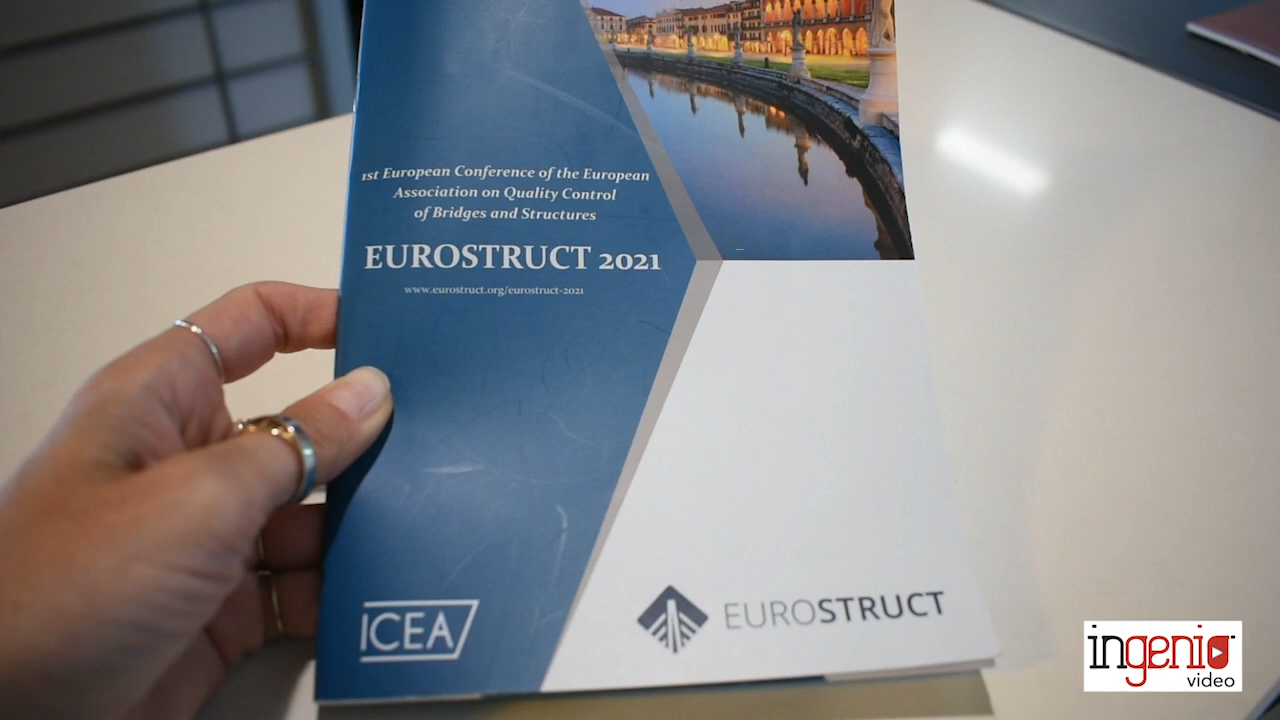 1st European Conference of the European
Association on Quality Control
of Bridges and Structures
EUROSTRUCT 2021
www.eurostruct.org/eurostruct-2021
ICEA
EUROSTRUCT
ingenio
video